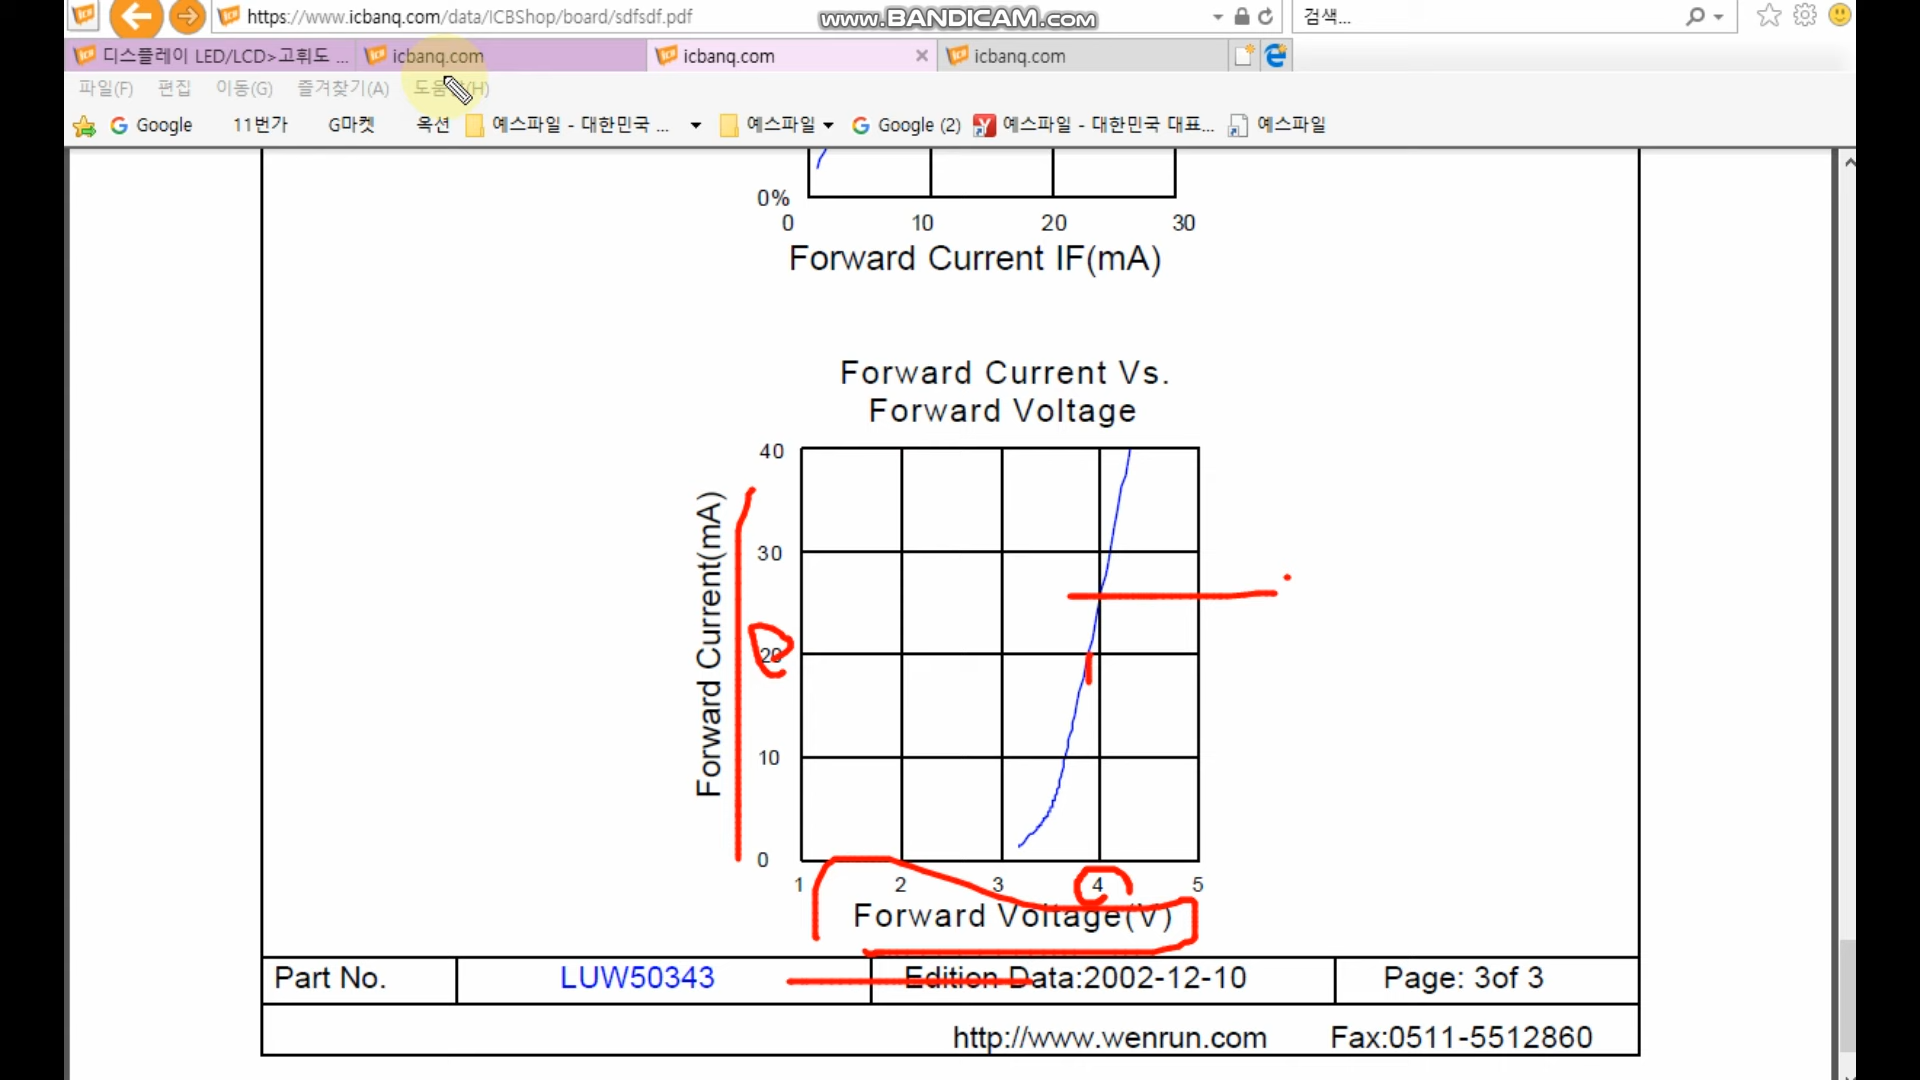 https://www.icbanq.com/data/ICBShop/board/sdfsdf.pdf
www.BANDICAM.com
검색...
디스플레이 LED/LCD>고휘도 ...
icbanq.com
icbanq.com
icbanq.com
파일(F) 편집 이동(G) 즐겨찾기(A)
Google 11번가 G마켓 옥션 예스파일 - 대한민국 ... 예스파일 Google (2) 예스파일 - 대한민국 대표... 예스파일
0%
0 10 20 30
Forward Current IF(mA)
Forward Current Vs.
Forward Voltage
40
30
20
10
0
Forward Current(mA)
1 2 3 4 5
Forward Voltage(V)
Part No. LUW50343 Edition Data:2002-12-10 Page: 3of 3
http://www.wenrun.com Fax:0511-5512860